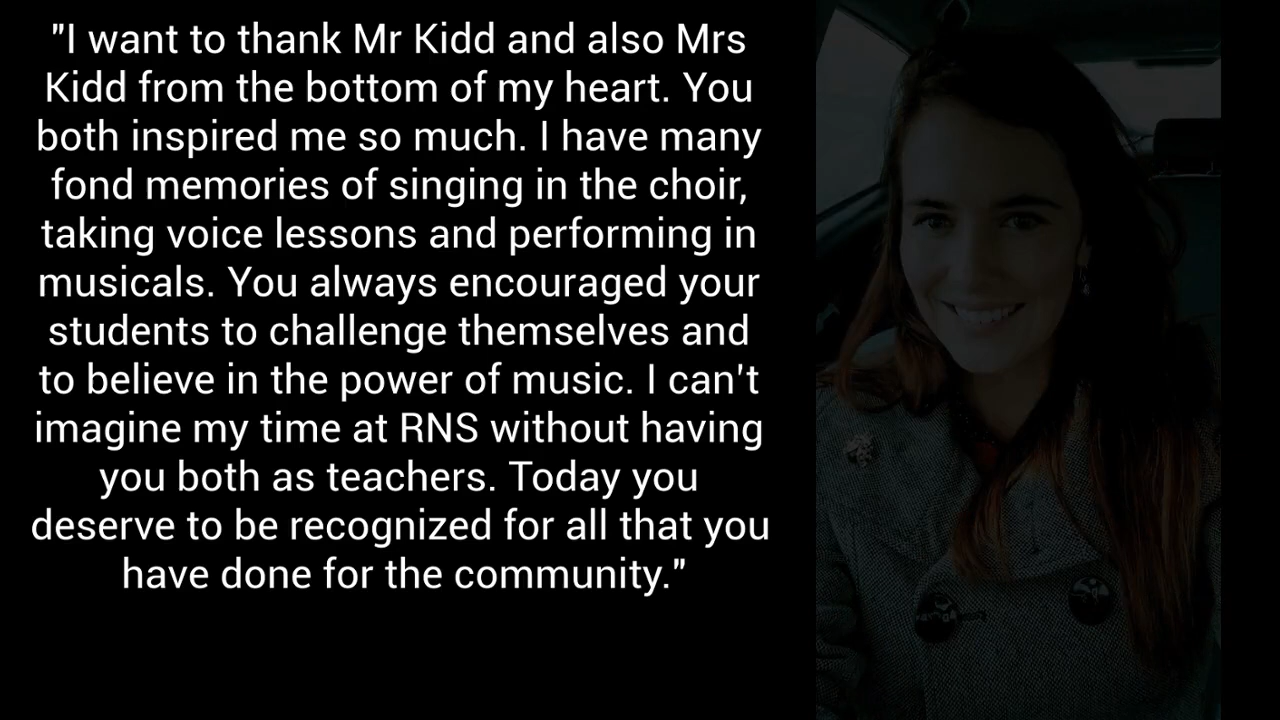 "I want to thank Mr Kidd and also Mrs
Kidd from the bottom of my heart. You
both inspired me so much. I have many
fond memories of singing in the choir,
taking voice lessons and performing in
musicals. You always encouraged your
students to challenge themselves and
to believe in the power of music. I can't
imagine my time at RNS without having
you both as teachers. Today you
deserve to be recognized for all that you
have done for the community."